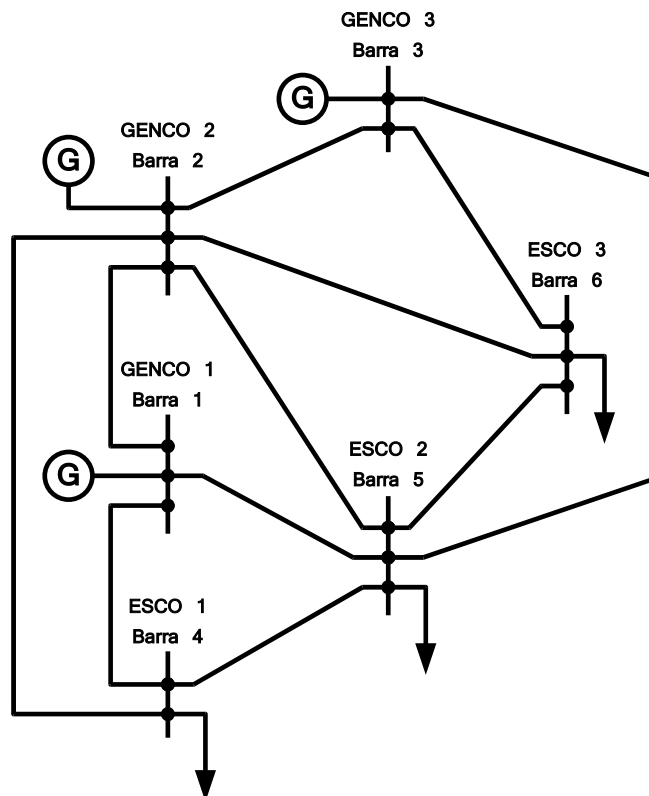 GENCO 3
Barra 3
G
GENCO 2
Barra 2
G
ESCO 3
Barra 6
GENCO 1
Barra 1
G
ESCO 2
Barra 5
ESCO 1
Barra 4